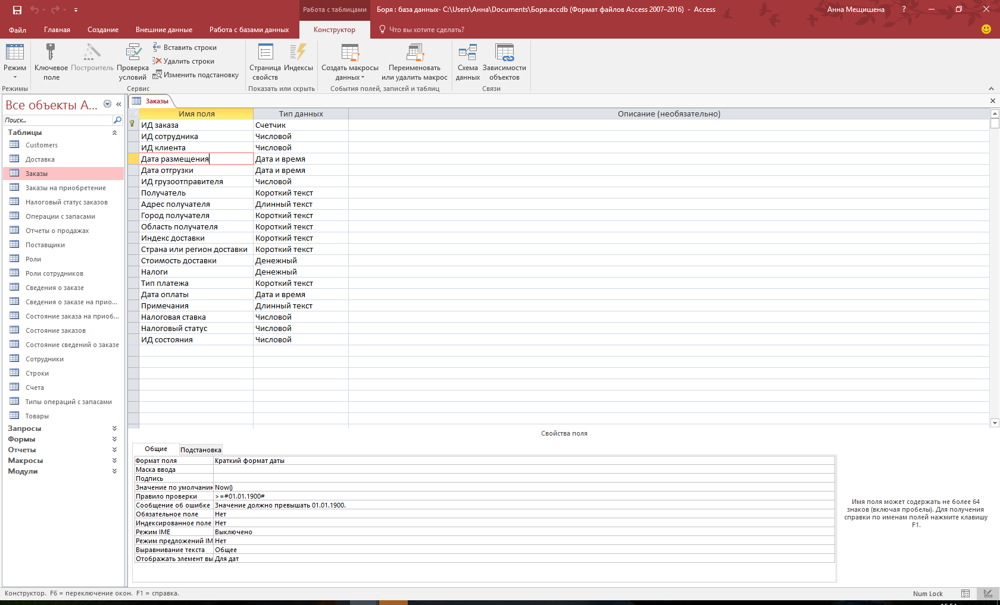 Работа с таблицами
Боря : база данных- C:\Users\Анна\Documents\Боря.accdb (Формат файлов Access 2007–2016)  -  Access
Анна Мещишена
?
Файл
Главная
Создание
Внешние данные
Работа с базами данных
Конструктор
Что вы хотите сделать?
Режим
Ключевое поле
Построитель
Проверка условий
Вставить строки
Удалить строки
Изменить подстановку
Страница свойств
Индексы
Создать макросы данных
Переименовать или удалить макрос
Схема данных
Зависимости объектов
Режимы
Сервис
Показать или скрыть
События полей, записей и таблиц
Связи
Все объекты A...
Поиск...
Таблицы
Customers
Доставка
Заказы
Заказы на приобретение
Налоговый статус заказов
Операции с запасами
Отчеты о продажах
Поставщики
Роли
Роли сотрудников
Сведения о заказе
Сведения о заказе на прио...
Состояние заказа на приоб...
Состояние заказов
Состояние сведений о заказе
Сотрудники
Строки
Счета
Типы операций с запасами
Товары
Запросы
Формы
Отчеты
Макросы
Модули
Заказы
Имя поля Тип данных Описание (необязательно)
ИД заказа Счетчик
ИД сотрудника Числовой
ИД клиента Числовой
Дата размещения Дата и время
Дата отгрузки Дата и время
ИД грузоотправителя Числовой
Получатель Короткий текст
Адрес получателя Длинный текст
Город получателя Короткий текст
Область получателя Короткий текст
Индекс доставки Короткий текст
Страна или регион доставки Короткий текст
Стоимость доставки Денежный
Налоги Денежный
Тип платежа Короткий текст
Дата оплаты Дата и время
Примечания Длинный текст
Налоговая ставка Числовой
Налоговый статус Числовой
ИД состояния Числовой
Свойства поля
Общие Подстановка
Формат поля Краткий формат даты
Маска ввода
Подпись
Значение по умолчани Now()
Правило проверки >=#01.01.1900#
Сообщение об ошибке Значение должно превышать 01.01.1900.
Обязательное поле Нет
Индексированное поле Нет
Режим IME Выключено
Режим предложений IM Нет
Выравнивание текста Общее
Отображать элемент вы Для дат
Имя поля может содержать не более 64
знаков (включая пробелы). Для получения
справки по именам полей нажмите клавишу
F1.
Конструктор.  F6 = переключение окон.  F1 = справка.
Num Lock